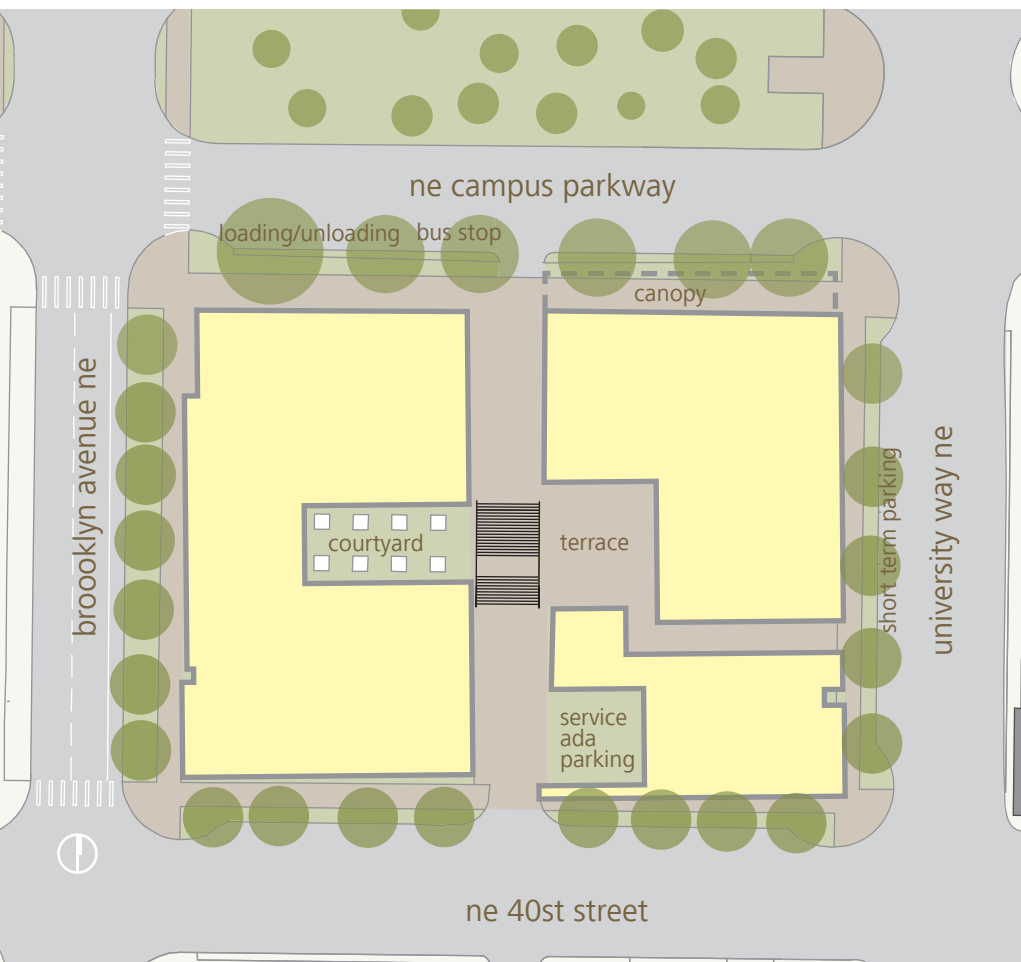 ne campus parkway
loading/unloading
bus stop
canopy
broooklyn avenue ne
courtyard
terrace
short term parking
university way ne
service
ada
parking
ne 40st street